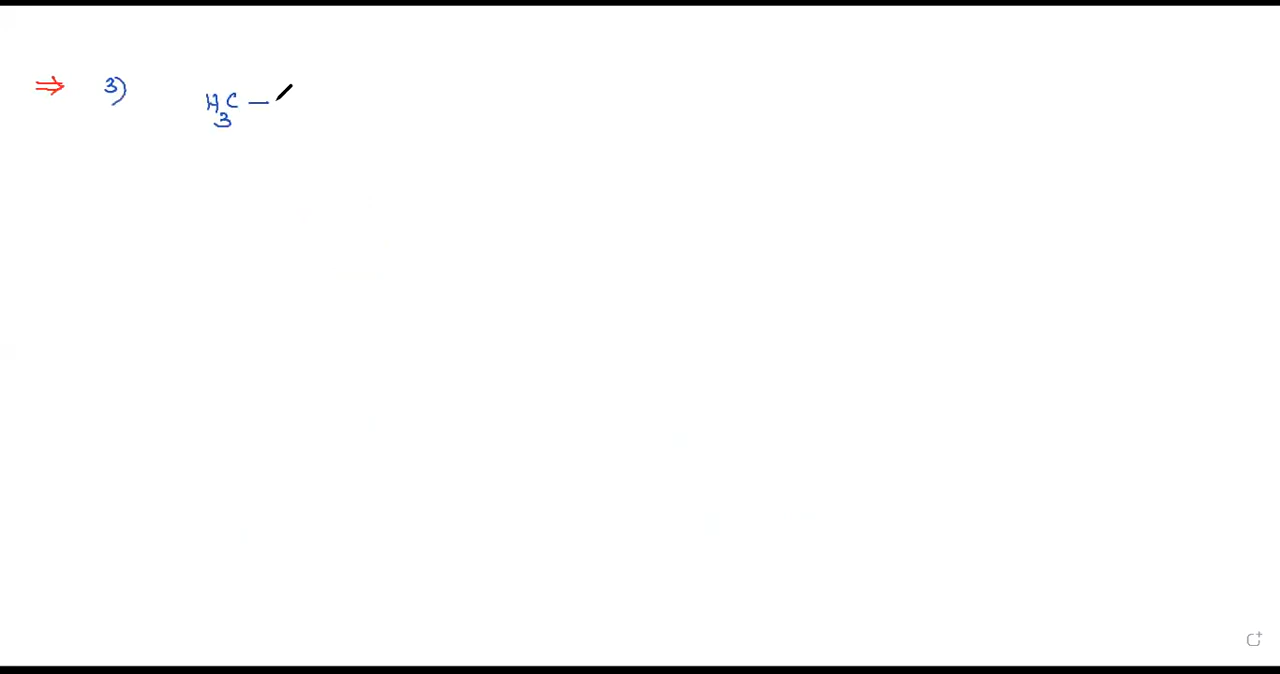 ⇒ 3) H₃C —